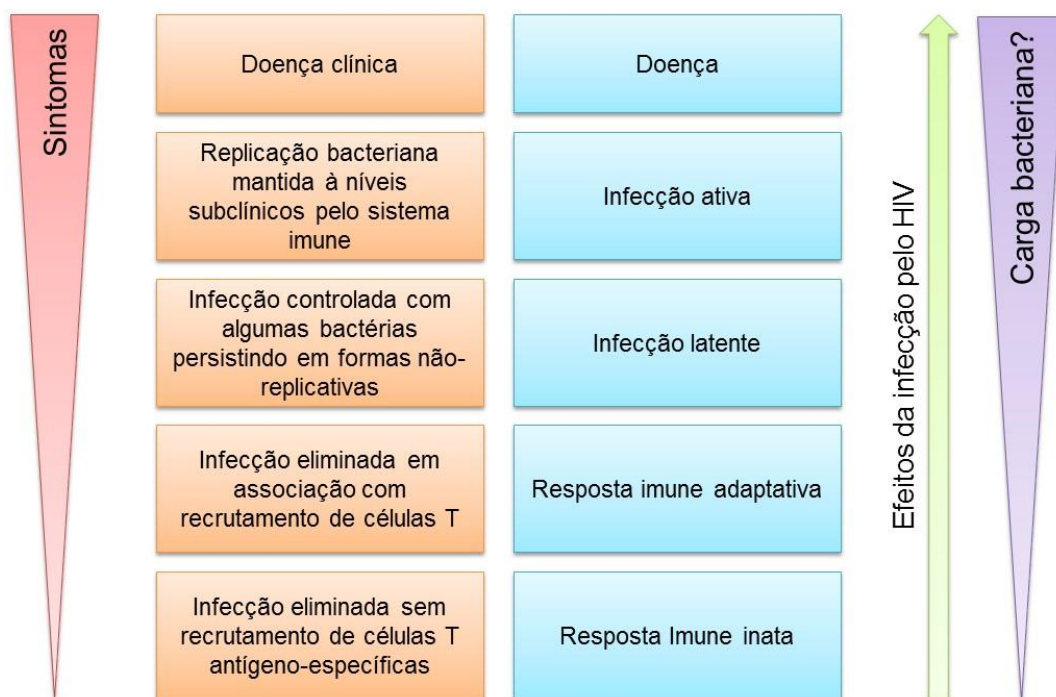 Sintomas
Doença clínica
Doença
Replicação bacteriana
mantida à níveis
subclínicos pelo sistema
imune
Infecção ativa
Infecção controlada com
algumas bactérias
persistindo em formas não-
replicativas
Infecção latente
Infecção eliminada em
associação com
recrutamento de células T
Resposta imune adaptativa
Infecção eliminada sem
recrutamento de células T
antígeno-específicas
Resposta Imune inata
Efeitos da infecção pelo HIV
Carga bacteriana?